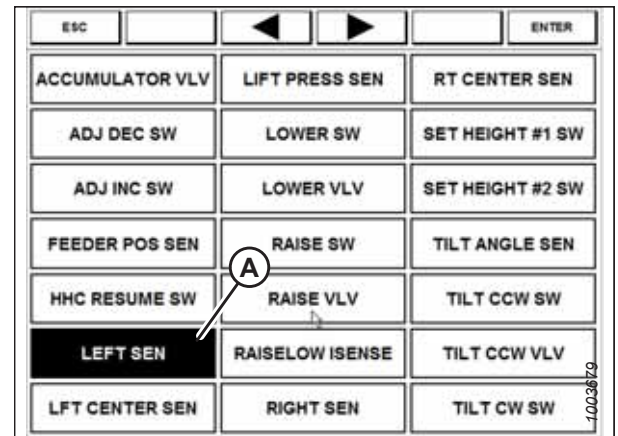 ESC ENTER
ACCUMULATOR VLV LIFT PRESS SEN RT CENTER SEN
ADJ DEC SW LOWER SW SET HEIGHT #1 SW
ADJ INC SW LOWER VLV SET HEIGHT #2 SW
FEEDER POS SEN RAISE SW TILT ANGLE SEN
A
HHC RESUME SW RAISE VLV TILT CCW SW
LEFT SEN RAISELOW ISENSE TILT CCW VLV
LFT CENTER SEN RIGHT SEN TILT CW SW
1003679